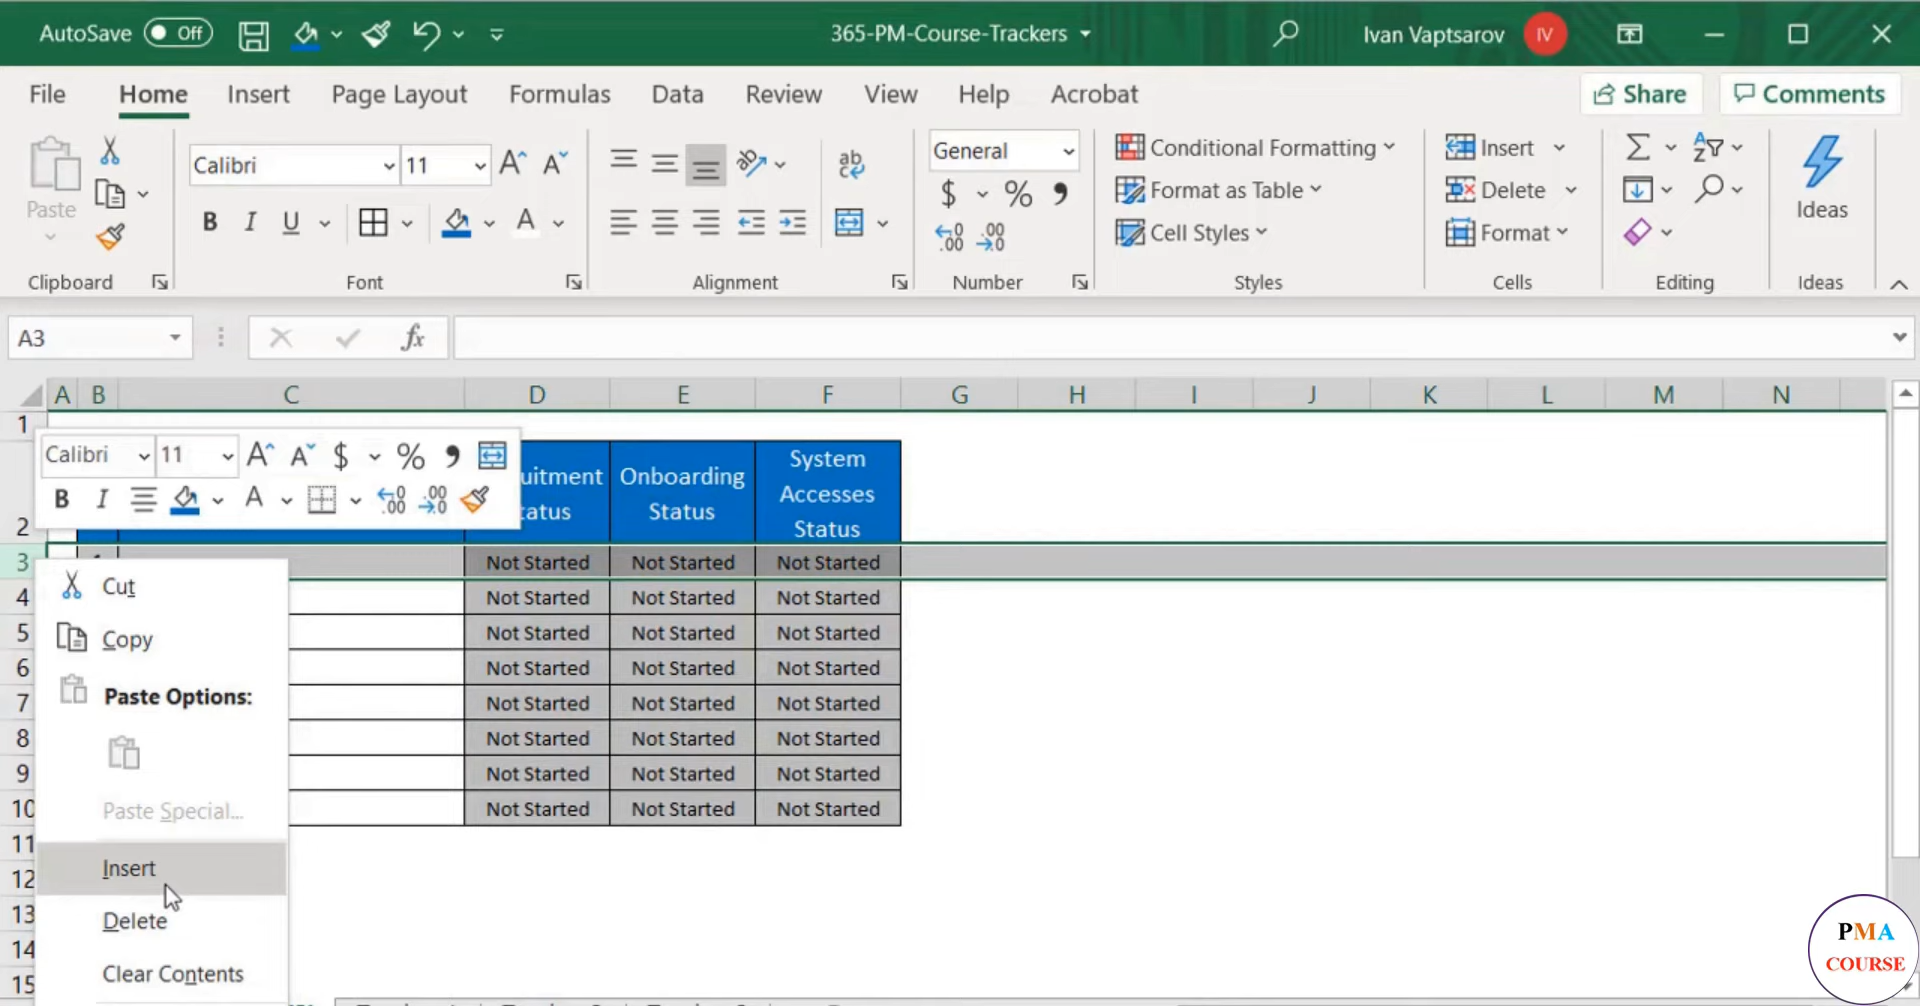 AutoSave Off 365-PM-Course-Trackers Ivan Vaptsarov IV
File Home Insert Page Layout Formulas Data Review View Help Acrobat Share Comments
Paste
Calibri 11
B I U A
ab
General
$ % 9
.00
Conditional Formatting
Format as Table
Cell Styles
Insert
Delete
Format
Ideas
Clipboard Font Alignment Number Styles Cells Editing Ideas
A3 fx
A B C D E F G H I J K L M N
1
Calibri 11 $ %
B I A
2 uitment
tatus
Onboarding
Status
System
Accesses
Status
3 Not Started Not Started Not Started
4 Not Started Not Started Not Started
5 Not Started Not Started Not Started
6 Not Started Not Started Not Started
7 Not Started Not Started Not Started
8 Not Started Not Started Not Started
9 Not Started Not Started Not Started
10 Not Started Not Started Not Started
11
12
13
14
15
Cut
Copy
Paste Options:
Paste Special...
Insert
Delete
Clear Contents
PMA
COURSE